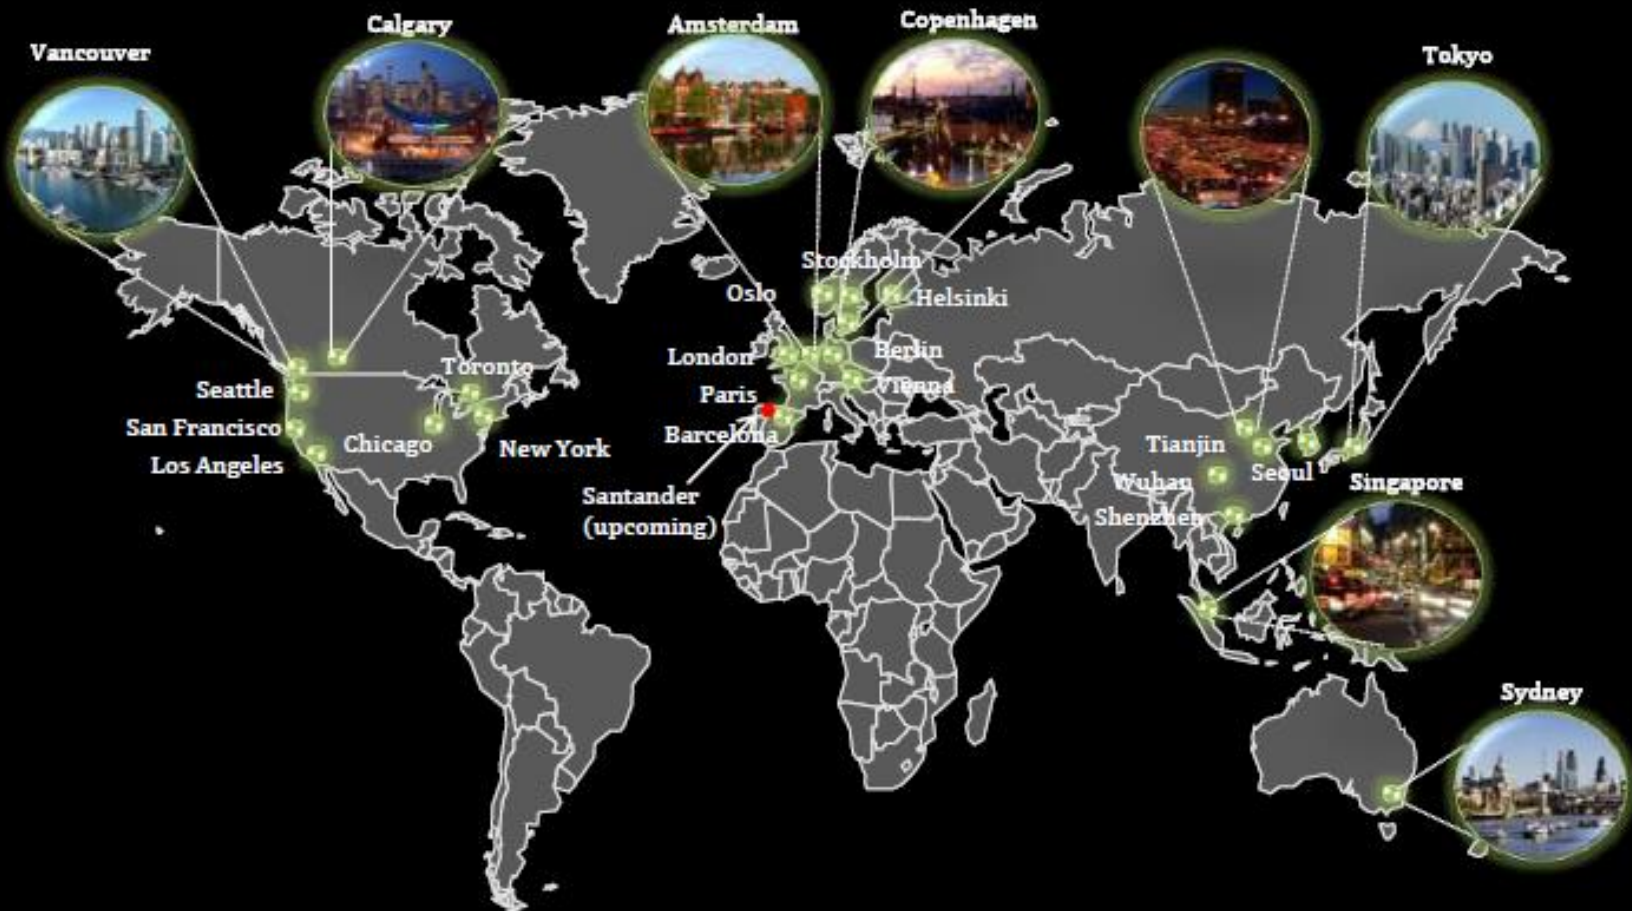 Calgary
Amsterdam
Copenhagen
Vancouver
Tokyo
Stockholm
Oslo
Helsinki
London
Berlin
Toronto
Seattle
Paris
Vienna
San Francisco
Barcelona
Chicago
New York
Tianjin
Los Angeles
Seoul
Wuhan
Singapore
Santander
(upcoming)
Shenzhen
Sydney